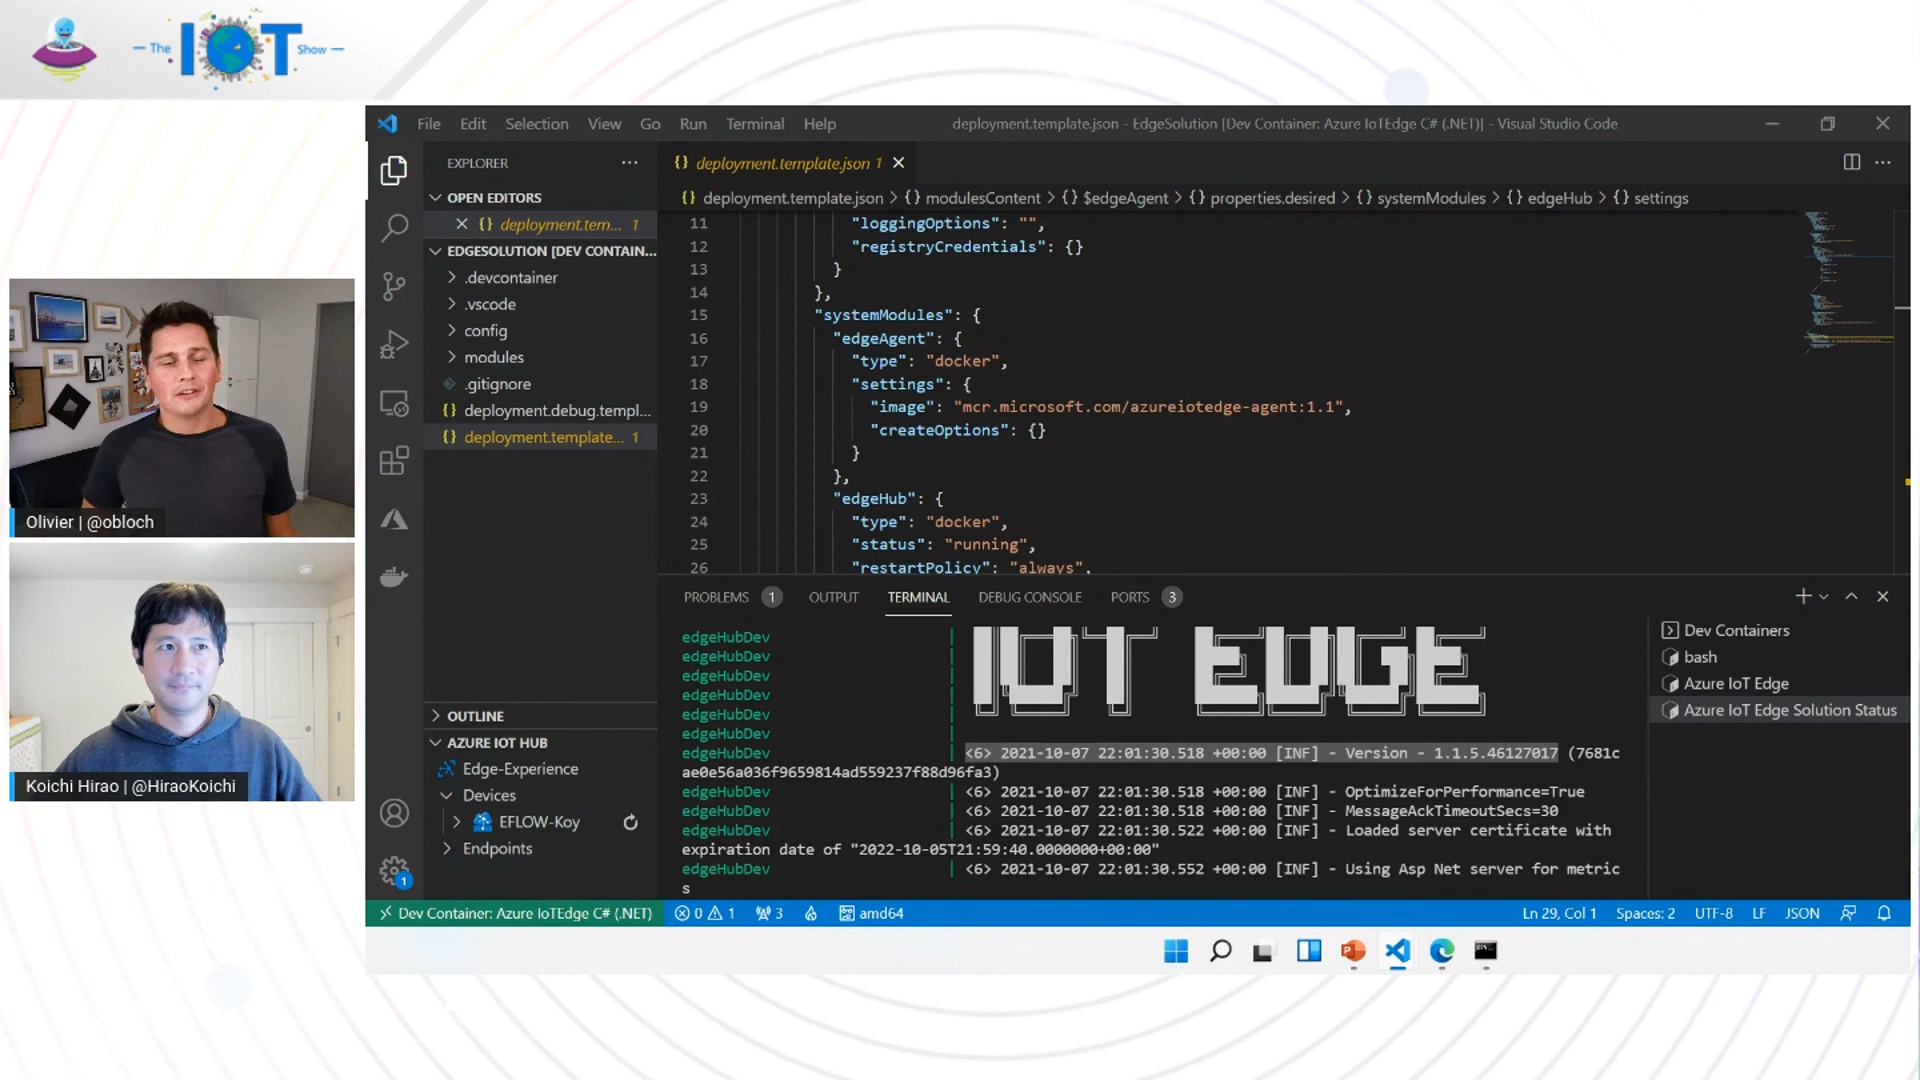 The IOT Show
File Edit Selection View Go Run Terminal Help
deployment.template.json - EdgeSolution [Dev Container: Azure IoTEdge C# (.NET)] - Visual Studio Code
EXPLORER
OPEN EDITORS
{} deployment.tem... 1
EDGESOLUTION [DEV CONTAIN...
.devcontainer
.vscode
config
modules
.gitignore
{} deployment.debug.templ...
{} deployment.template... 1
OUTLINE
AZURE IOT HUB
Edge-Experience
Devices
EFLOW-Koy
Endpoints
{} deployment.template.json 1
{} deployment.template.json > {} modulesContent > {} $edgeAgent > {} properties.desired > {} systemModules > {} edgeHub > {} settings
11 "loggingOptions": "",
12 "registryCredentials": {}
13 }
14 },
15 "systemModules": {
16 "edgeAgent": {
17 "type": "docker",
18 "settings": {
19 "image": "mcr.microsoft.com/azureiotedge-agent:1.1",
20 "createOptions": {}
21 }
22 },
23 "edgeHub": {
24 "type": "docker",
25 "status": "running",
26 "restartPolicy": "always",
PROBLEMS 1 OUTPUT TERMINAL DEBUG CONSOLE PORTS 3
edgeHubDev |
edgeHubDev |
edgeHubDev | IOT EDGE
edgeHubDev |
edgeHubDev |
edgeHubDev |
edgeHubDev | <6> 2021-10-07 22:01:30.518 +00:00 [INF] - Version - 1.1.5.46127017 (7681c
ae0e56a036f9659814ad559237f88d96fa3)
edgeHubDev | <6> 2021-10-07 22:01:30.518 +00:00 [INF] - OptimizeForPerformance=True
edgeHubDev | <6> 2021-10-07 22:01:30.518 +00:00 [INF] - MessageAckTimeoutSecs=30
edgeHubDev | <6> 2021-10-07 22:01:30.522 +00:00 [INF] - Loaded server certificate with
expiration date of "2022-10-05T21:59:40.0000000+00:00"
edgeHubDev | <6> 2021-10-07 22:01:30.552 +00:00 [INF] - Using Asp Net server for metric
s
Dev Containers
bash
Azure IoT Edge
Azure IoT Edge Solution Status
1
Dev Container: Azure IoTEdge C# (.NET) 0 1 3 amd64 Ln 29, Col 1 Spaces: 2 UTF-8 LF JSON
Olivier | @obloch
Koichi Hirao | @HiraoKoichi